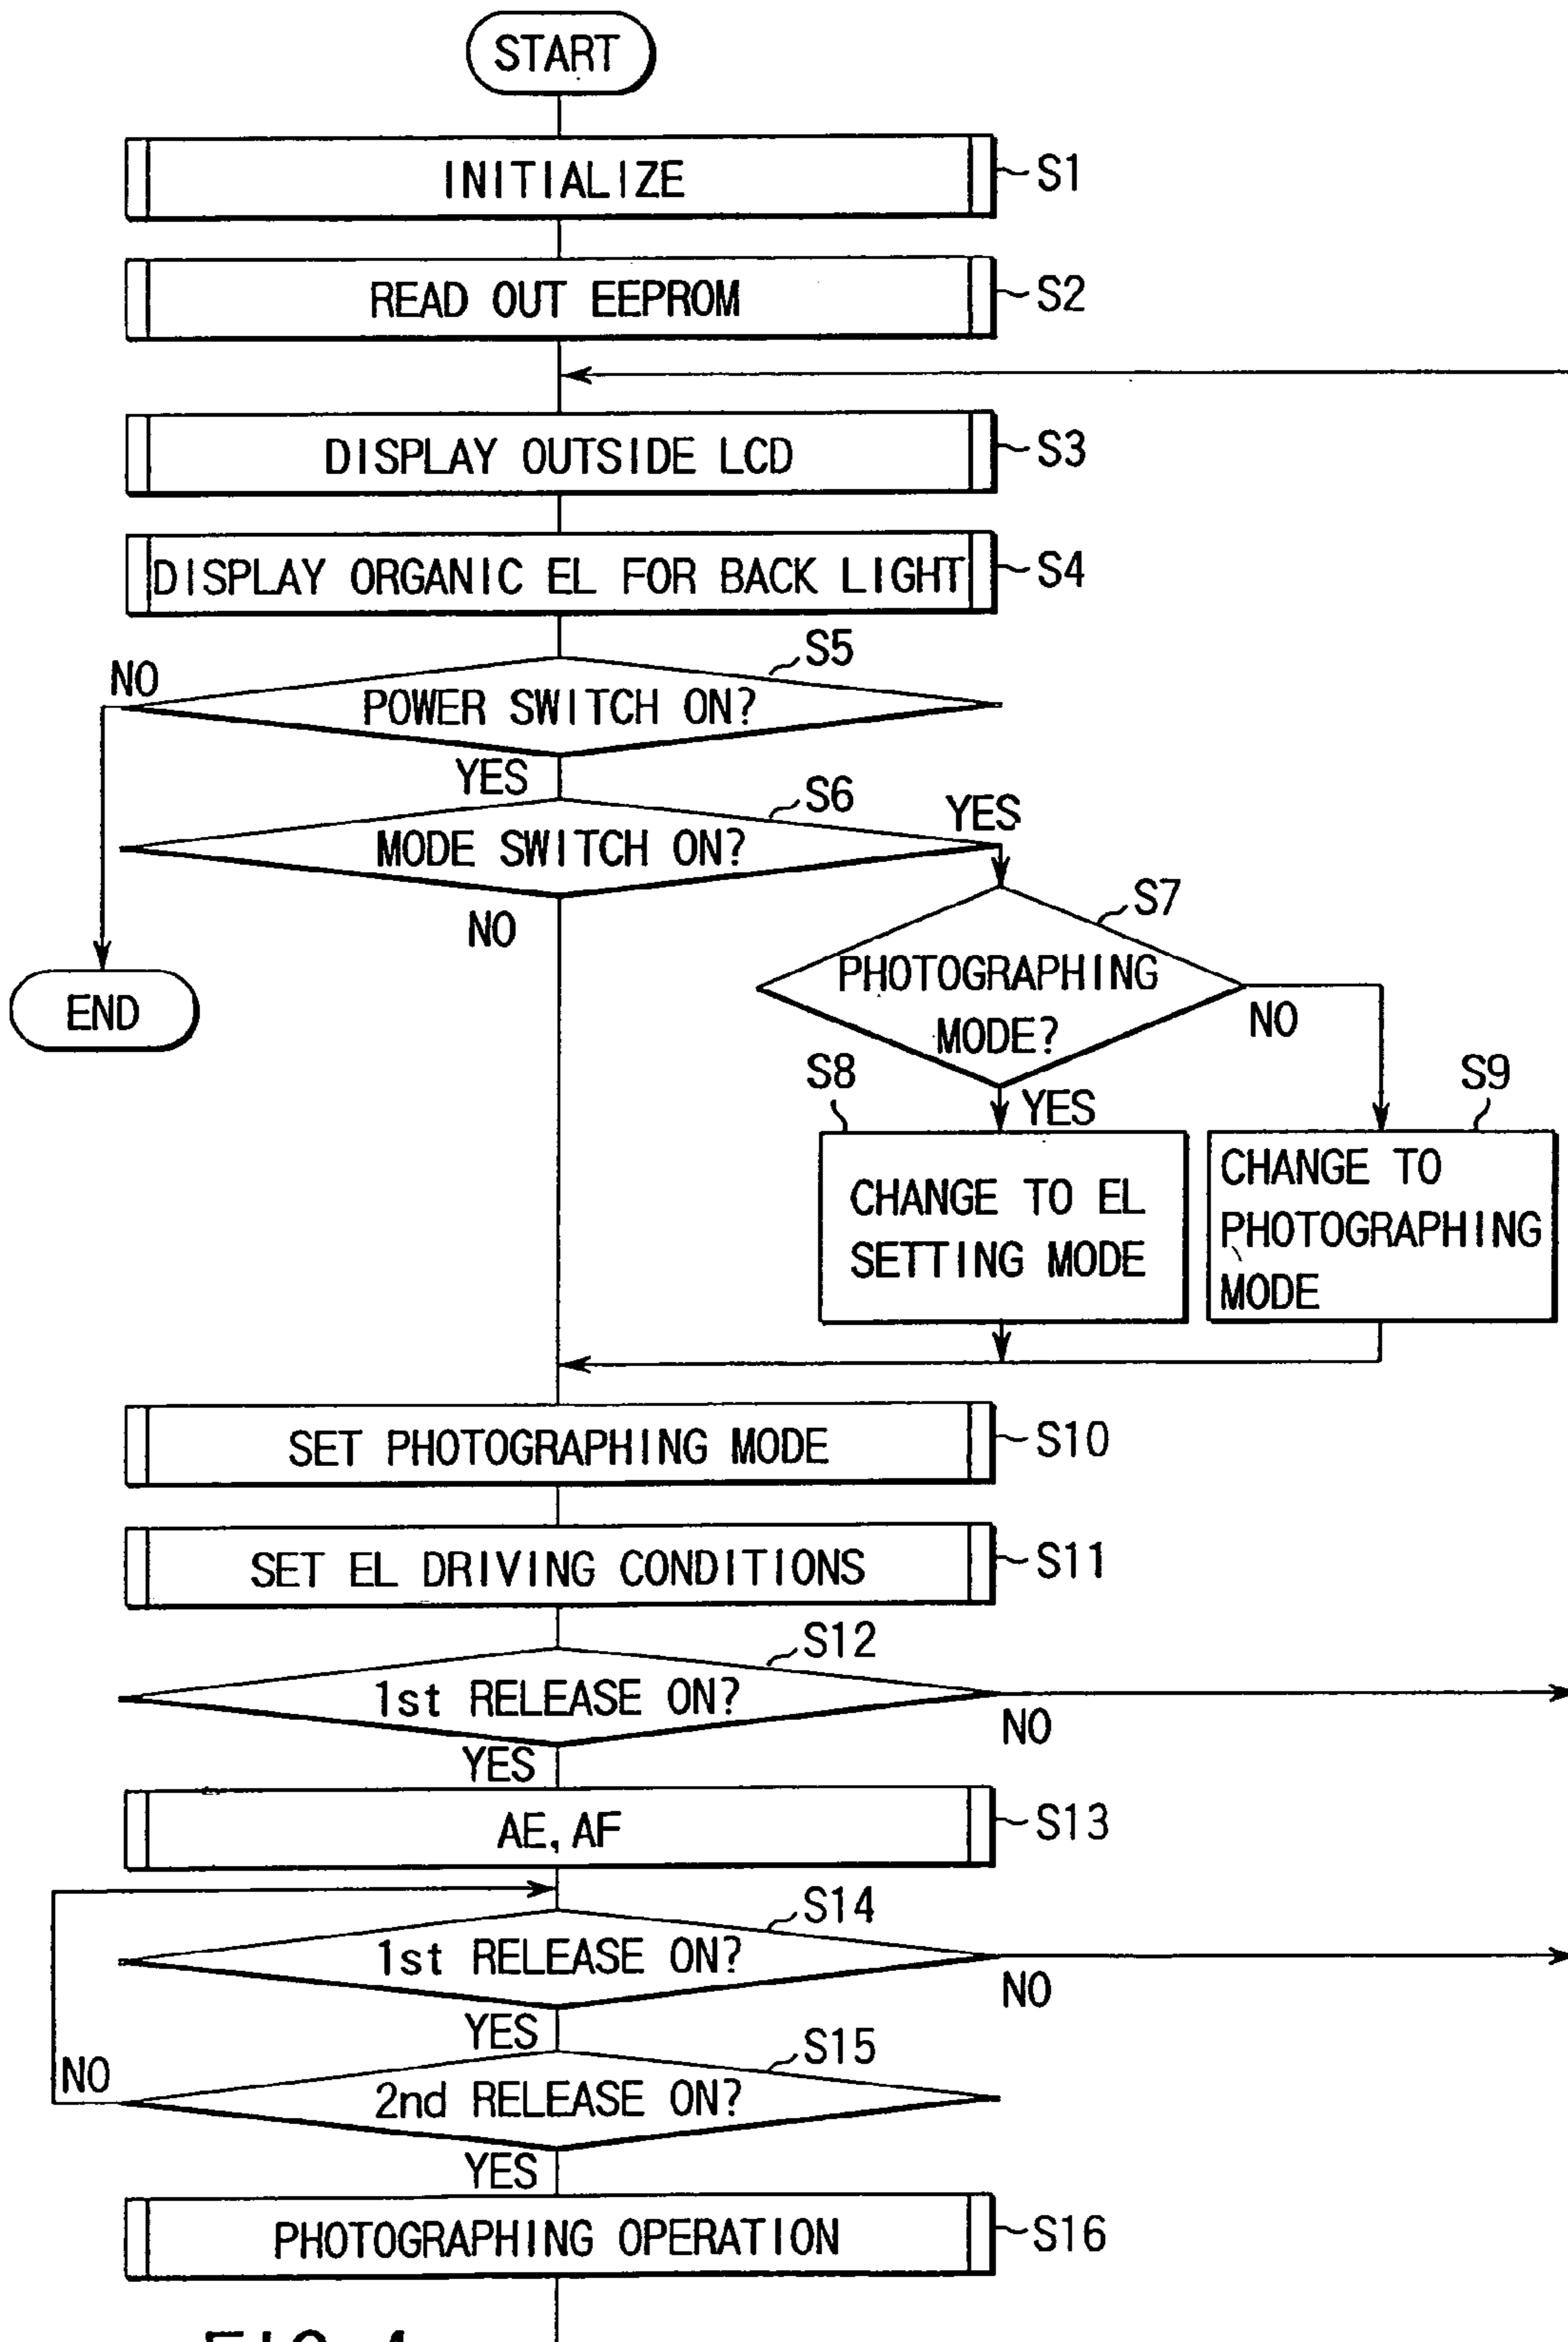 START
INITIALIZE
S1
READ OUT EEPROM
S2
DISPLAY OUTSIDE LCD
S3
DISPLAY ORGANIC EL FOR BACK LIGHT
S4
S5
NO
POWER SWITCH ON?
YES
S6
YES
MODE SWITCH ON?
NO
S7
PHOTOGRAPHING
MODE?
NO
END
S8
YES
S9
CHANGE TO EL
SETTING MODE
CHANGE TO
PHOTOGRAPHING
MODE
SET PHOTOGRAPHING MODE
S10
SET EL DRIVING CONDITIONS
S11
S12
1st RELEASE ON?
NO
YES
AE, AF
S13
S14
1st RELEASE ON?
NO
YES
S15
NO
2nd RELEASE ON?
YES
PHOTOGRAPHING OPERATION
S16